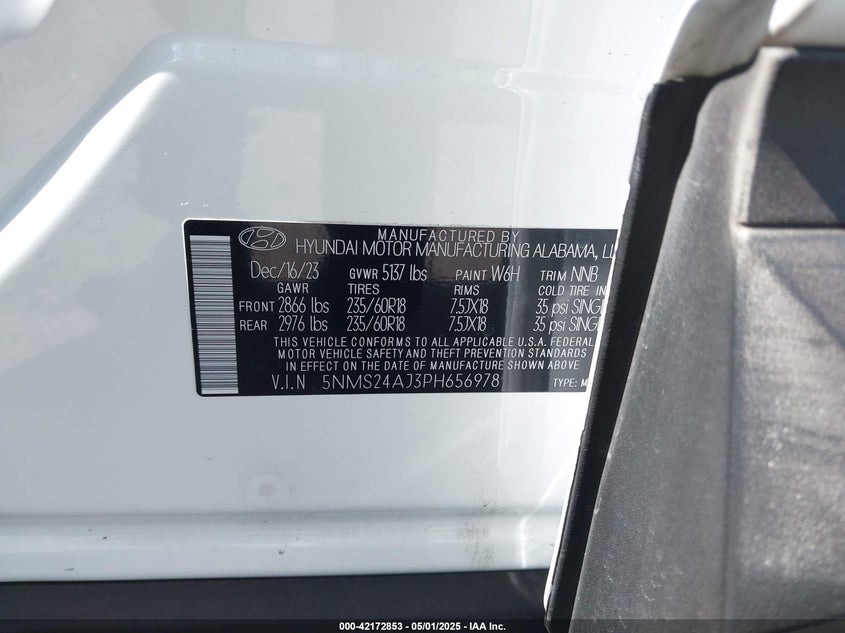 MANUFACTURED BY
HYUNDAI MOTOR MANUFACTURING ALABAMA, LL
Dec/16/23 GVWR 5137 lbs PAINT W6H TRIM NNB
GAWR TIRES RIMS COLD TIRE IN
FRONT 2866 lbs 235/60R18 7.5JX18 35 psi SINGL
REAR 2976 lbs 235/60R18 7.5JX18 35 psi SINGL
THIS VEHICLE CONFORMS TO ALL APPLICABLE U.S.A. FEDERAL
MOTOR VEHICLE SAFETY AND THEFT PREVENTION STANDARDS
IN EFFECT ON THE DATE OF MANUFACTURE SHOWN ABOVE.
V.I.N 5NMS24AJ3PH656978 TYPE: M
000-42172853 - 05/01/2025 - IAA Inc.